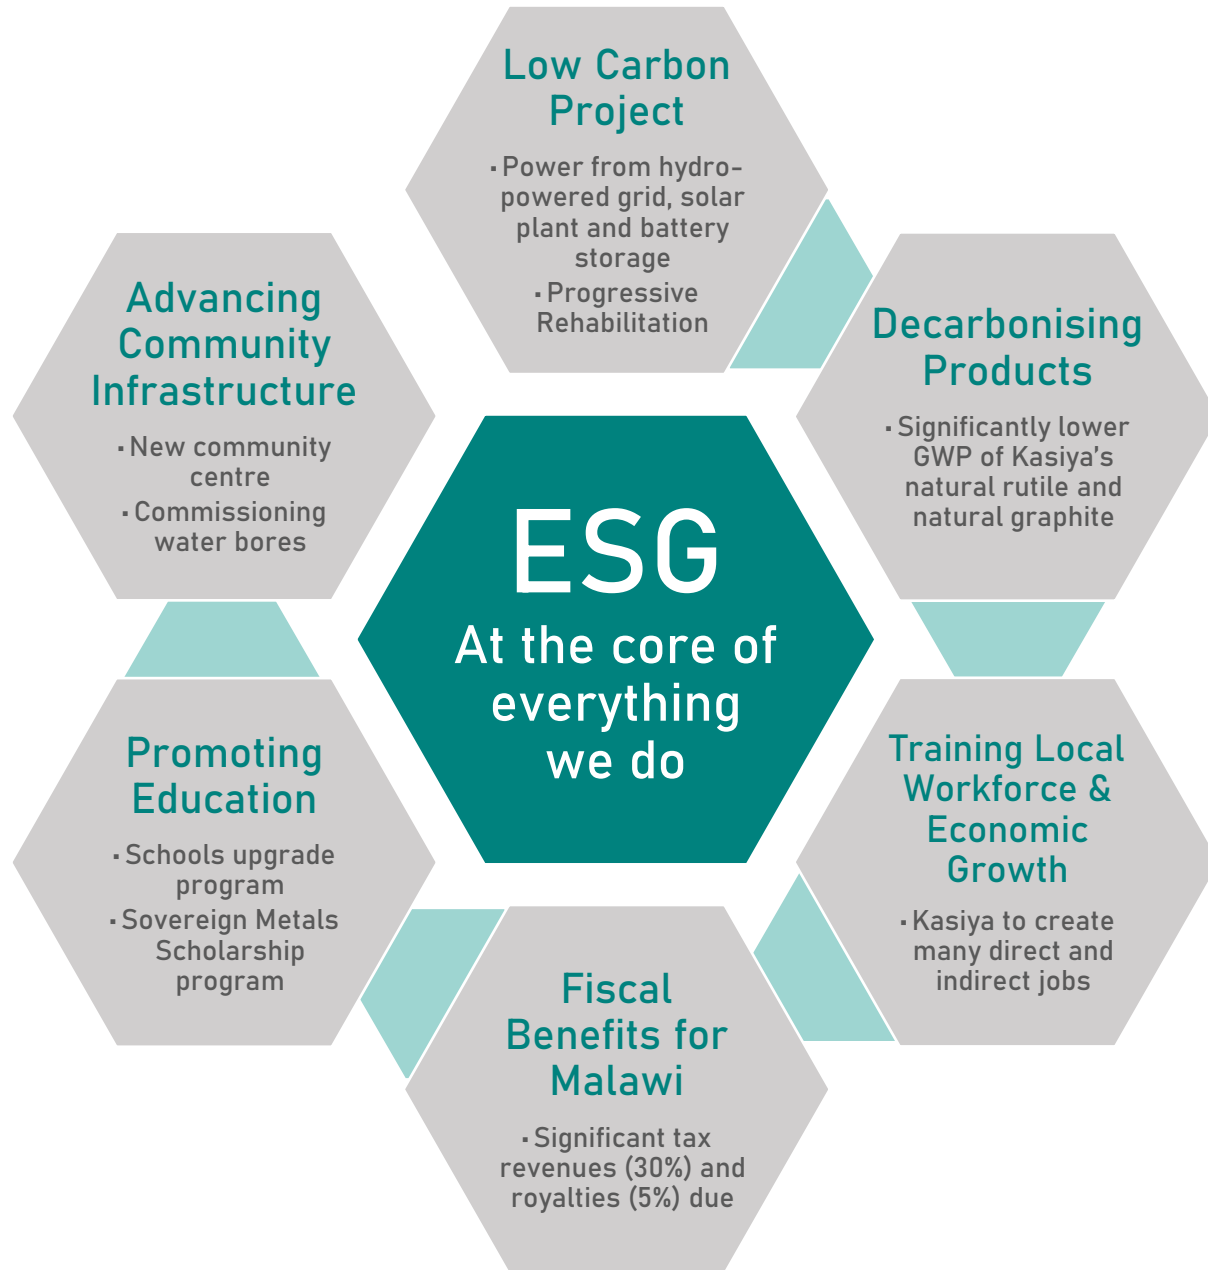 Low Carbon
Project
▪ Power from hydro-
powered grid, solar
plant and battery
storage
▪ Progressive
Rehabilitation
Decarbonising
Products
▪ Significantly lower
GWP of Kasiya’s
natural rutile and
natural graphite
Training Local
Workforce &
Economic
Growth
▪ Kasiya to create
many direct and
indirect jobs
Fiscal
Benefits for
Malawi
▪ Significant tax
revenues (30%) and
royalties (5%) due
Promoting
Education
▪ Schools upgrade
program
▪ Sovereign Metals
Scholarship
program
Advancing
Community
Infrastructure
▪ New community
centre
▪ Commissioning
water bores
ESG
At the core of
everything
we do